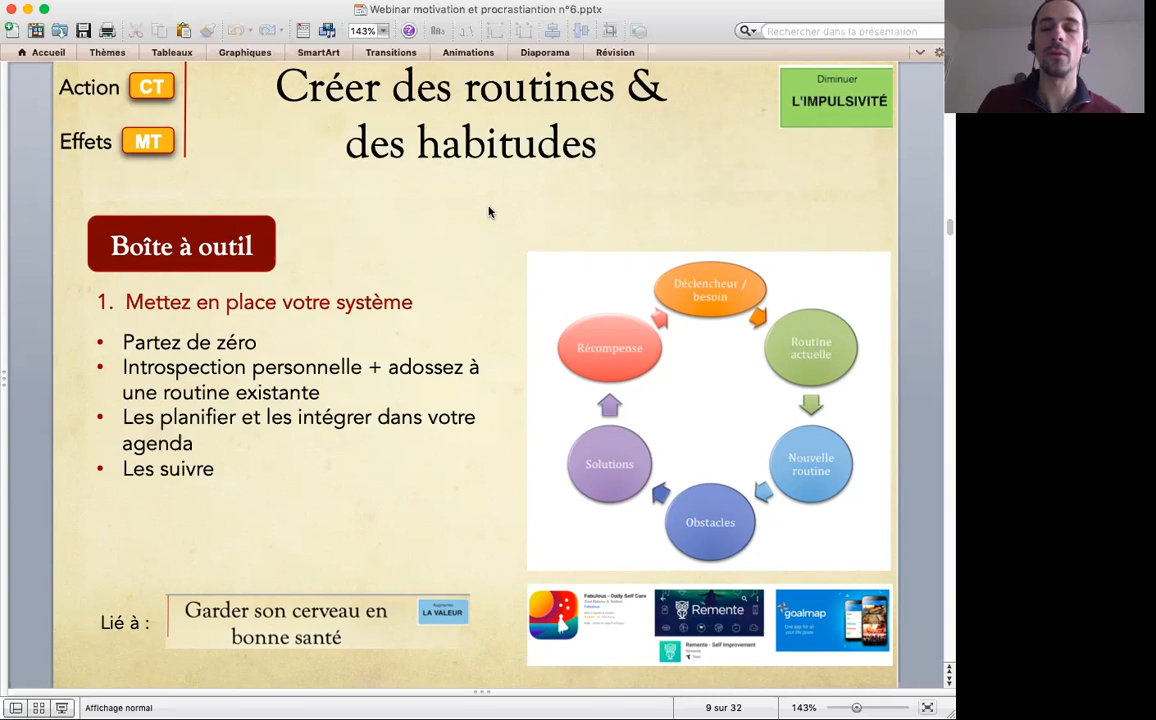 Webinar motivation et procrastiantion n°6.pptx
143%
Rechercher dans la présentation
Accueil
Thèmes
Tableaux
Graphiques
SmartArt
Transitions
Animations
Diaporama
Révision
Action CT
Effets MT
Créer des routines &
des habitudes
Diminuer
L'IMPULSIVITÉ
Boîte à outil
1. Mettez en place votre système
• Partez de zéro
• Introspection personnelle + adossez à
une routine existante
• Les planifier et les intégrer dans votre
agenda
• Les suivre
Déclencheur /
besoin
Routine
actuelle
Nouvelle
routine
Obstacles
Solutions
Récompense
Lié à :
Garder son cerveau en
bonne santé
LA VALEUR
Fabulous - Daily Self Care
REMENTE
Remente - Self Improvement
goalmap
Affichage normal
9 sur 32
143%